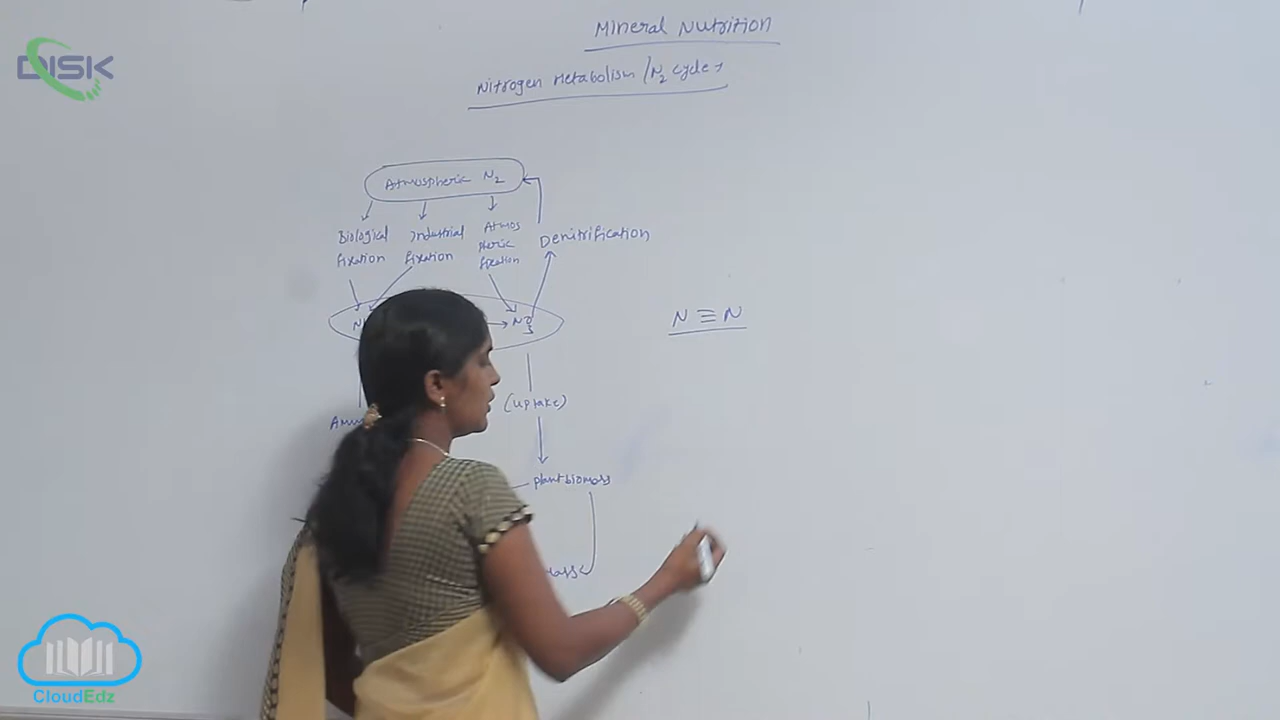 Mineral Nutrition
DISK
Nitrogen Metabolism / N2 cycle→
Atmospheric N2
Biological
fixation
Industrial
fixation
Atmos
pheric
fixation
Denitrification
NO3
N≡N
(uptake)
plant biomass
CloudEdz